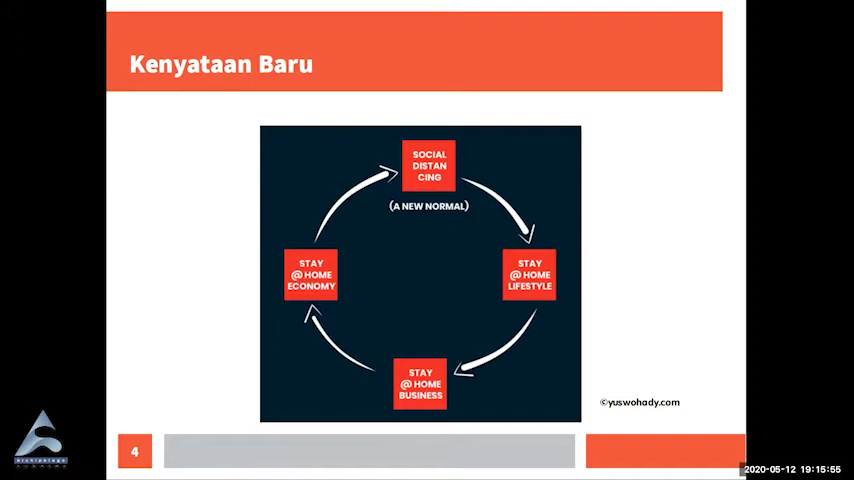 Kenyataan Baru
SOCIAL
DISTAN
CING
(A NEW NORMAL)
STAY
@ HOME
ECONOMY
STAY
@ HOME
LIFESTYLE
STAY
@ HOME
BUSINESS
©yuswohady.com
4
archipelago
2020-05-12 19:15:55